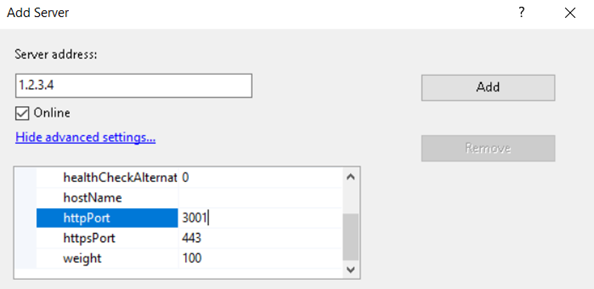 Add Server ?
Server address:
1.2.3.4
Add
Online
Hide advanced settings...
Remove
healthCheckAlternat 0
hostName
httpPort 3001
httpsPort 443
weight 100